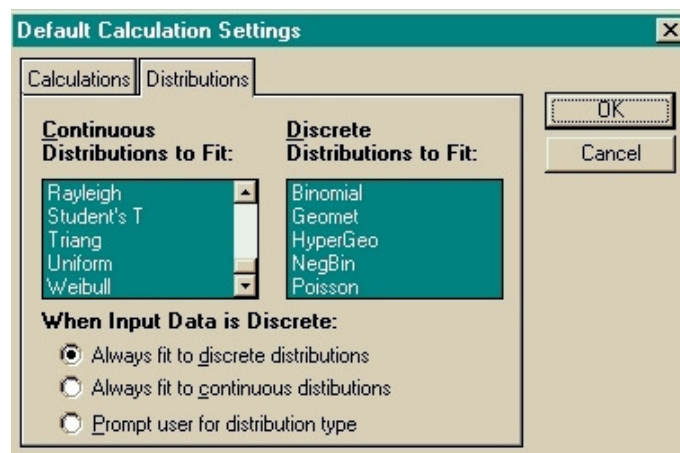 Default Calculation Settings
Calculations Distributions
OK
Cancel
Continuous
Distributions to Fit:
Discrete
Distributions to Fit:
Rayleigh
Student's T
Triang
Uniform
Weibull
Binomial
Geomet
HyperGeo
NegBin
Poisson
When Input Data is Discrete:
Always fit to discrete distributions
Always fit to continuous distibutions
Prompt user for distribution type